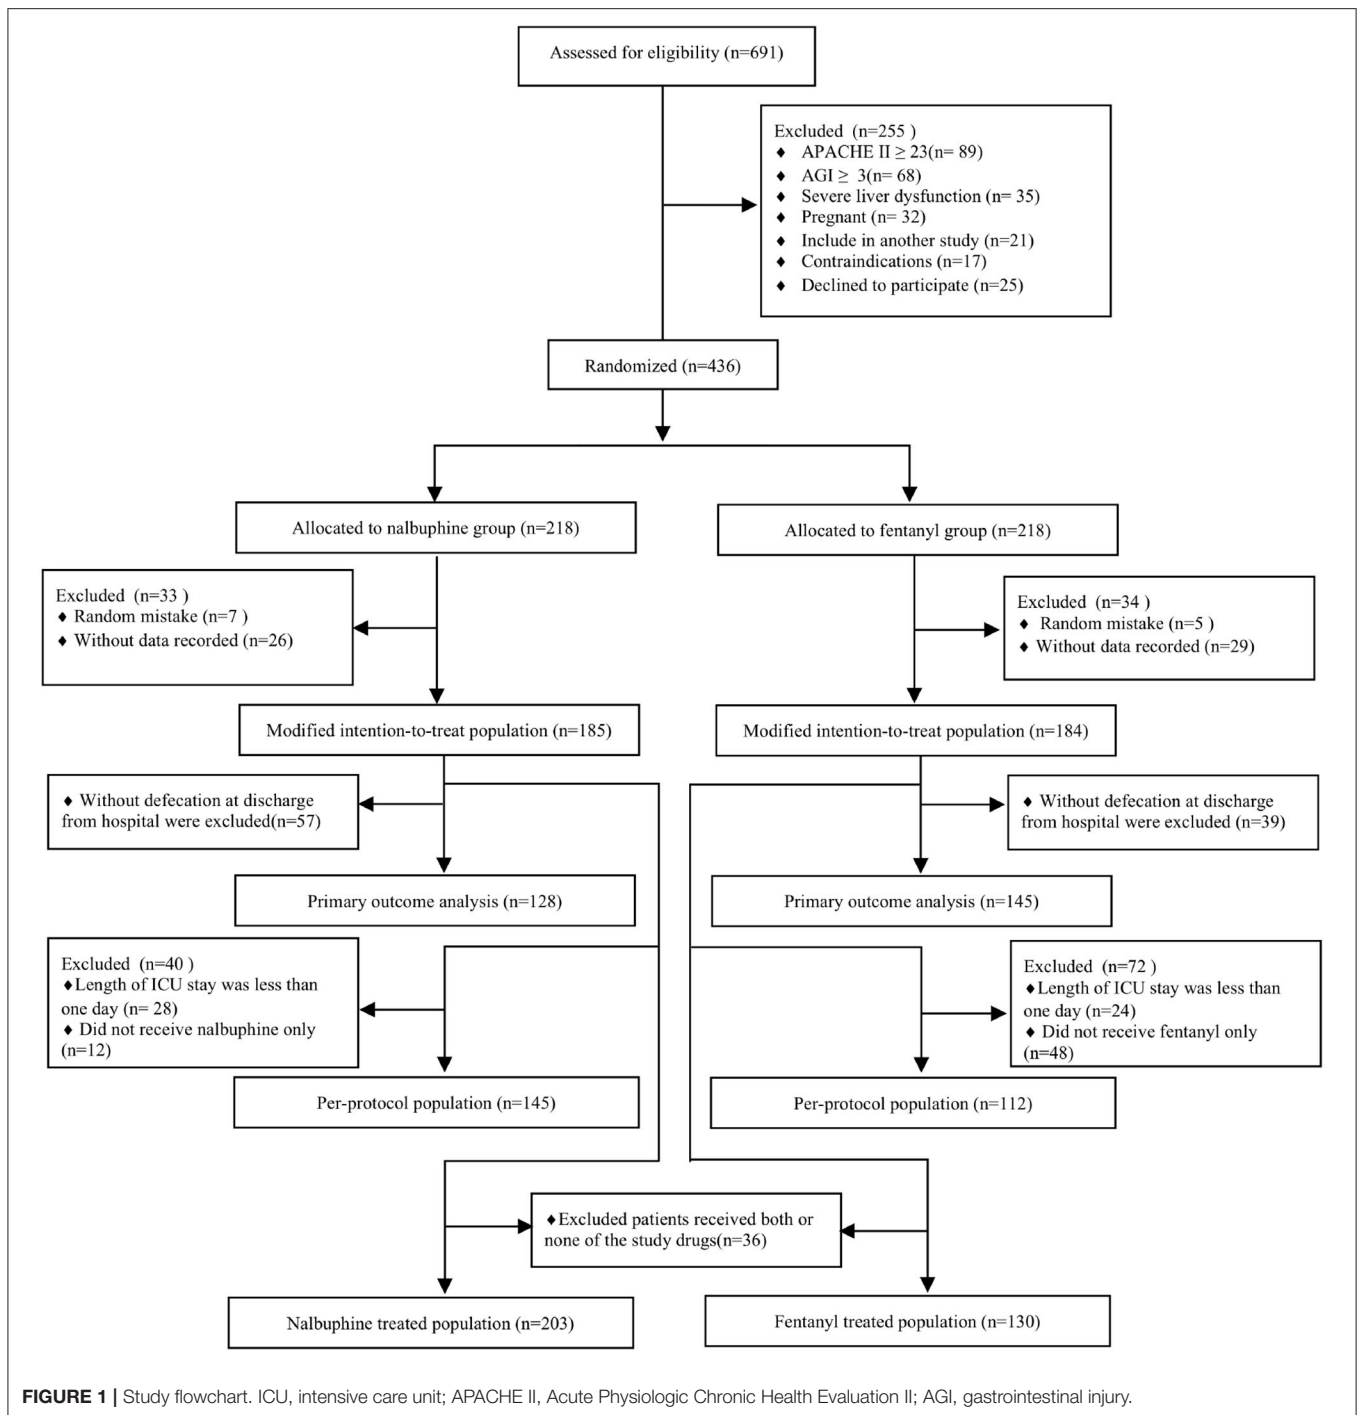 Assessed for eligibility (n=691)
Excluded (n=255 )
♦ APACHE II ≥ 23(n= 89)
♦ AGI ≥ 3(n= 68)
♦ Severe liver dysfunction (n= 35)
♦ Pregnant (n= 32)
♦ Include in another study (n=21)
♦ Contraindications (n=17)
♦ Declined to participate (n=25)
Randomized (n=436)
Allocated to nalbuphine group (n=218)
Allocated to fentanyl group (n=218)
Excluded (n=33 )
♦ Random mistake (n=7 )
♦ Without data recorded (n=26)
Excluded (n=34 )
♦ Random mistake (n=5 )
♦ Without data recorded (n=29)
Modified intention-to-treat population (n=185)
Modified intention-to-treat population (n=184)
♦ Without defecation at discharge
from hospital were excluded(n=57)
♦ Without defecation at discharge
from hospital were excluded (n=39)
Primary outcome analysis (n=128)
Primary outcome analysis (n=145)
Excluded (n=40 )
♦Length of ICU stay was less than
one day (n= 28)
♦ Did not receive nalbuphine only
(n=12)
Excluded (n=72 )
♦Length of ICU stay was less than
one day (n=24)
♦ Did not receive fentanyl only
(n=48)
Per-protocol population (n=145)
Per-protocol population (n=112)
♦Excluded patients received both or
none of the study drugs(n=36)
Nalbuphine treated population (n=203)
Fentanyl treated population (n=130)
FIGURE 1 | Study flowchart. ICU, intensive care unit; APACHE II, Acute Physiologic Chronic Health Evaluation II; AGI, gastrointestinal injury.